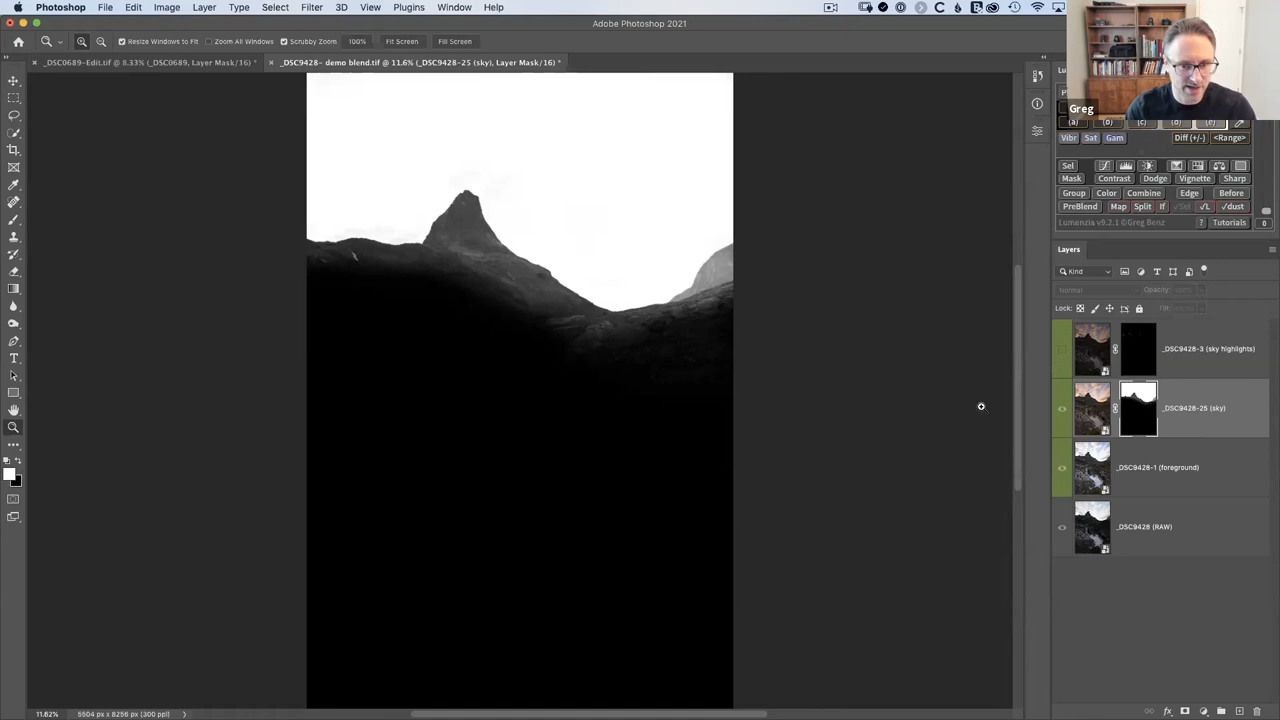 Photoshop File Edit Image Layer Type Select Filter 3D View Plugins Window Help
Adobe Photoshop 2021
Resize Windows to Fit Zoom All Windows Scrubby Zoom 100% Fit Screen Fill Screen
_DSC0689-Edit.tif @ 8.33% (_DSC0689, Layer Mask/16) *
_DSC9428- demo blend.tif @ 11.6% (_DSC9428-25 (sky), Layer Mask/16) *
Greg
(a) (b) (c) (d) (e)
Vibr Sat Gam Diff (+/-) <Range>
Sel
Mask Contrast Dodge Vignette Sharp
Group Color Combine Edge Before
PreBlend Map Split If √Sel √L √dust
Lumenzia v9.2.1 ©Greg Benz ? Tutorials 0
Layers
Kind
Normal Opacity:
Lock: Fill:
_DSC9428-3 (sky highlights)
_DSC9428-25 (sky)
_DSC9428-1 (foreground)
_DSC9428 (RAW)
11.62% 5504 px x 8256 px (300 ppi)